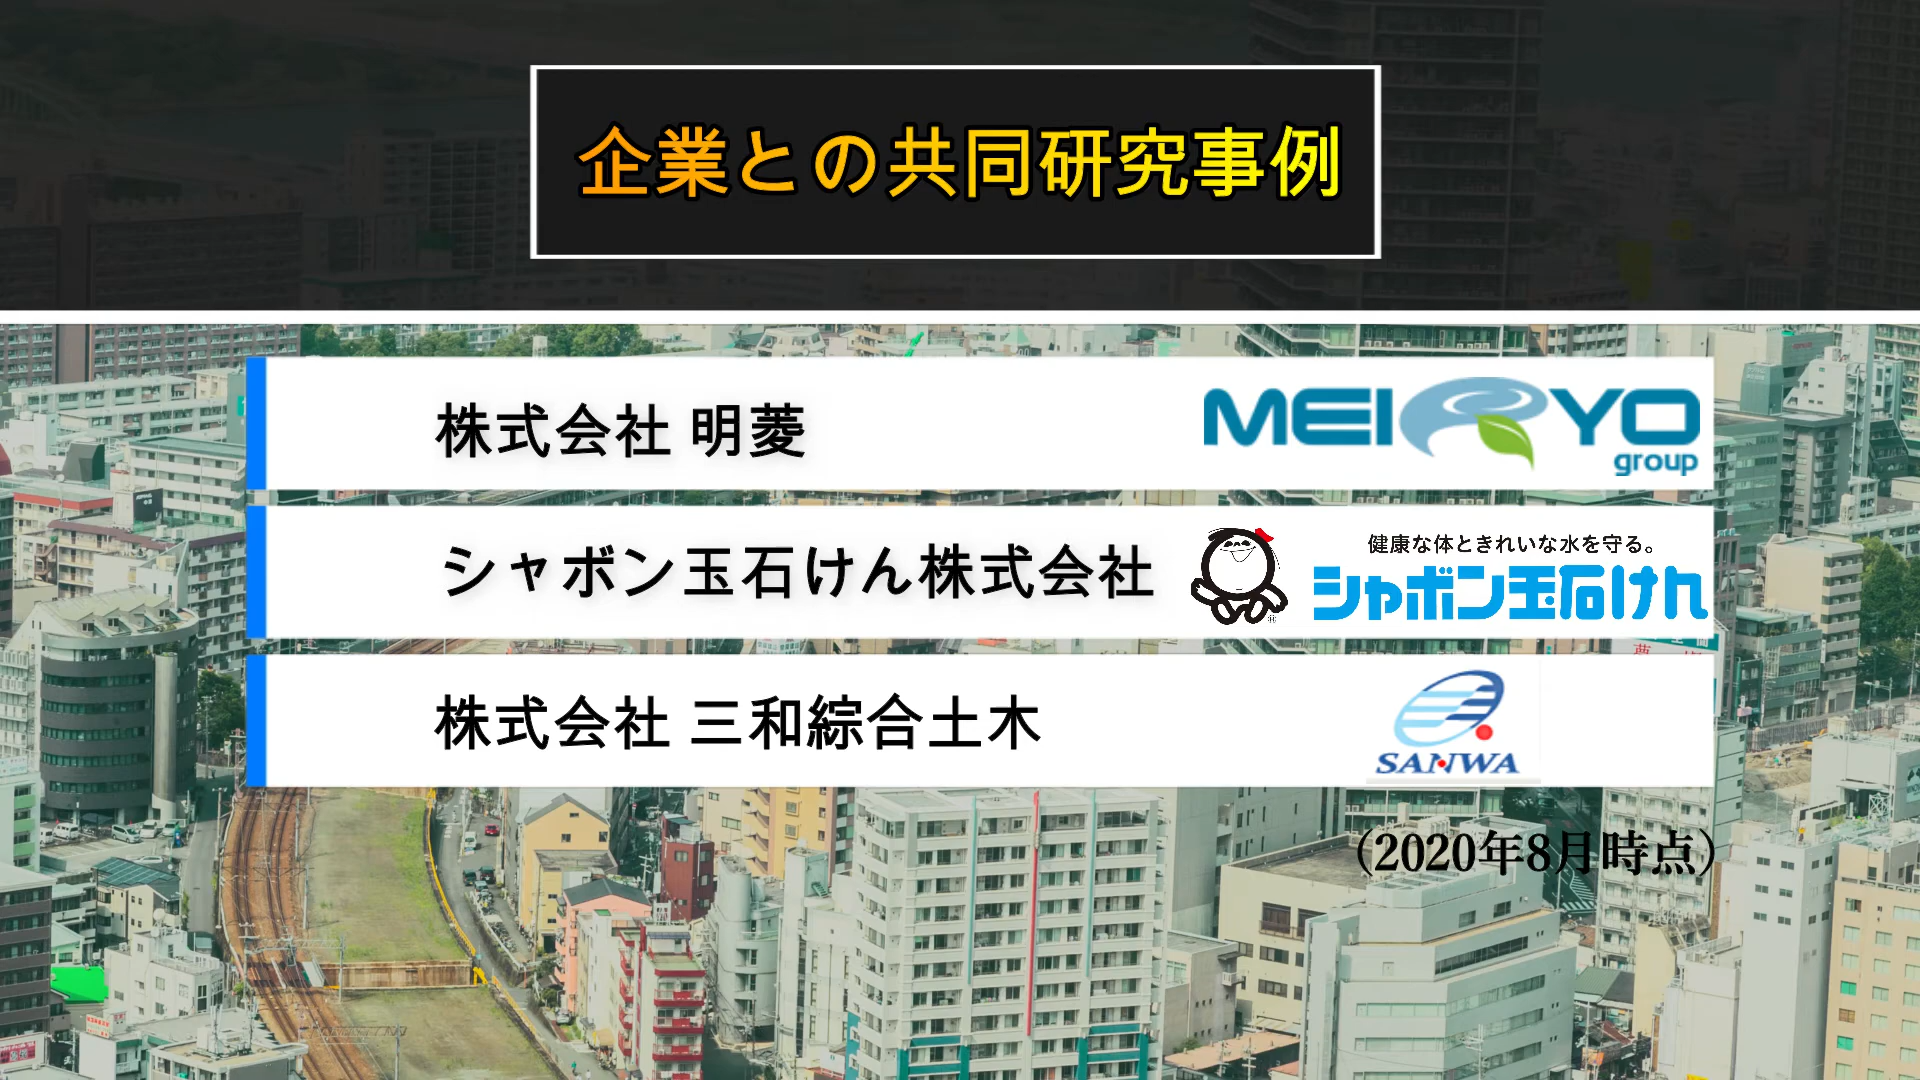 企業との共同研究事例
株式会社 明菱
MEIRYO
group
シャボン玉石けん株式会社
健康な体ときれいな水を守る。
シャボン玉石けん
株式会社 三和綜合土木
SANWA
(2020年8月時点)